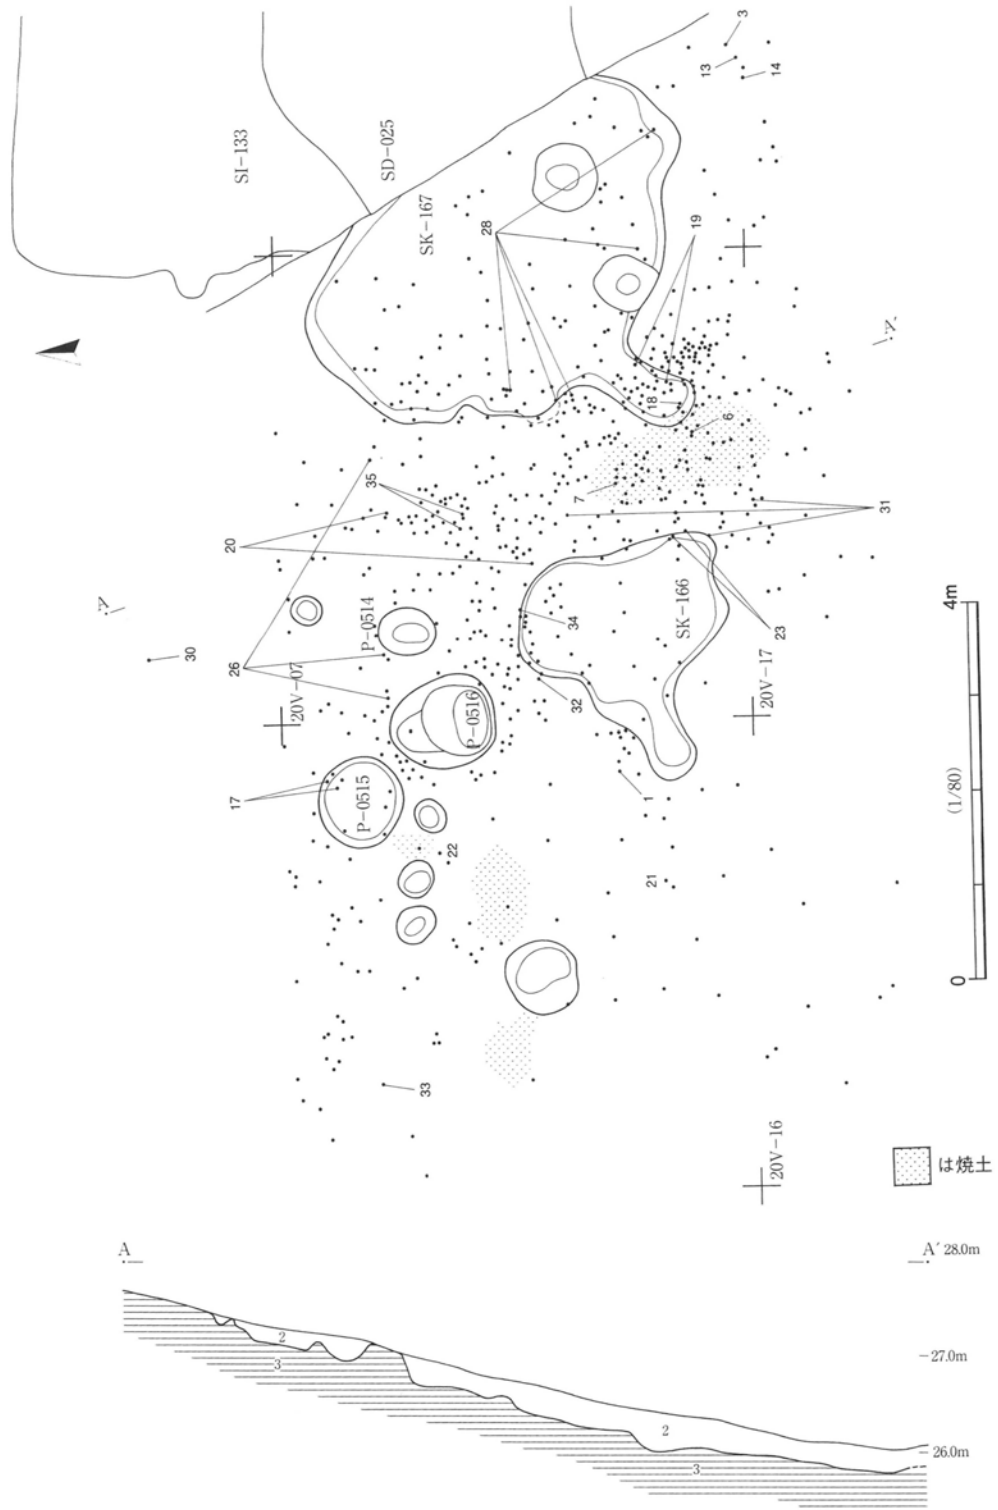 3
13
14
SI-133
SD-025
SK-167
28
19
A′
18
6
35
7
20
31
A
P-0514
SK-166
34
23
4m
30
26
20V-07
P-0516
32
20V-17
17
P-0515
1
(1/80)
22
21
0
33
20V-16
は焼土
A
A′ 28.0m
2
3
27.0m
2
26.0m
3